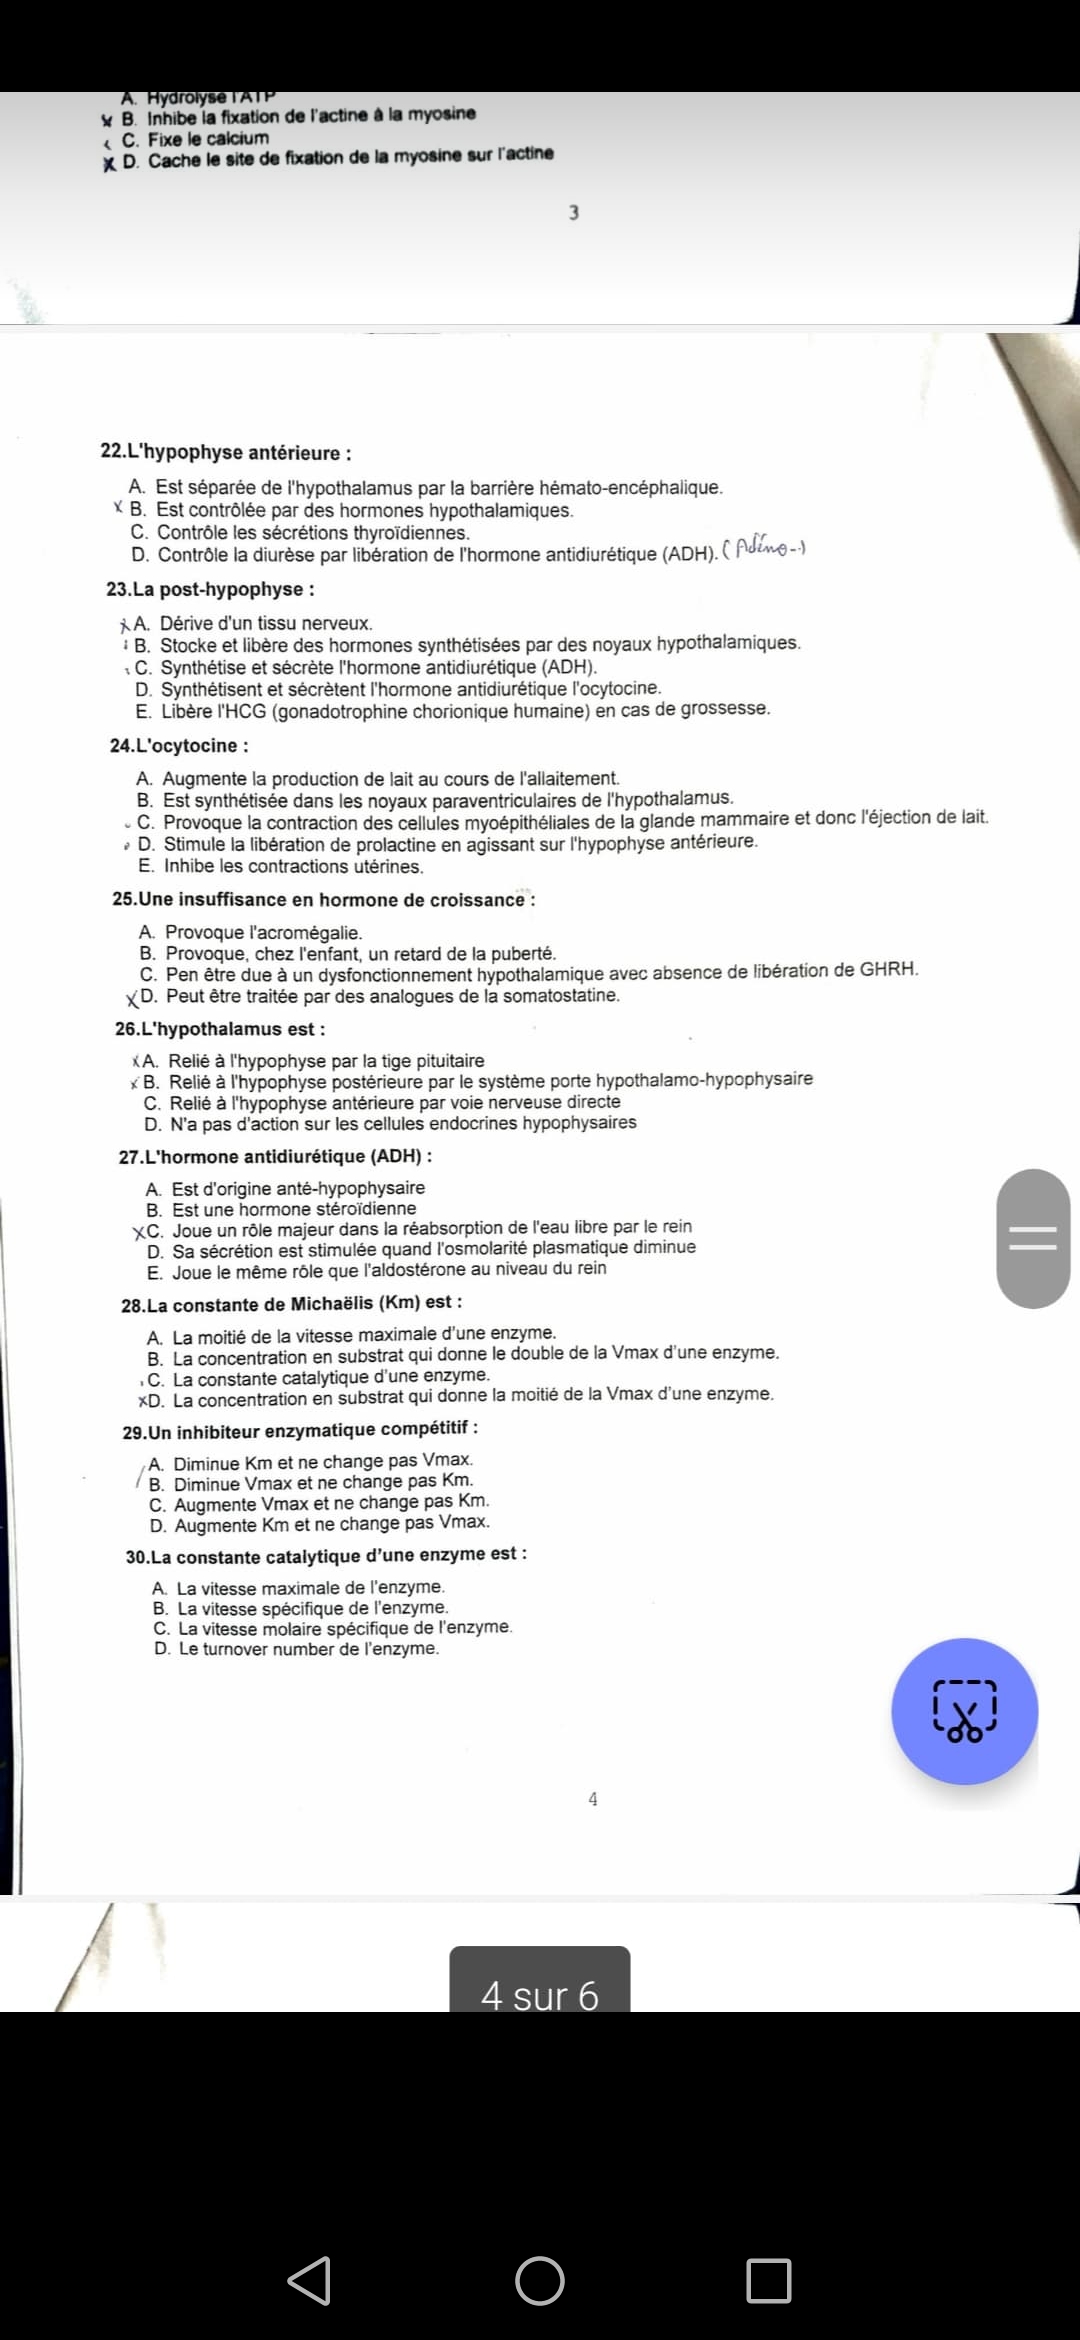 A. Hydrolyse l'ATP
x B. Inhibe la fixation de l'actine à la myosine
C. Fixe le calcium
x D. Cache le site de fixation de la myosine sur l'actine
3
22.L'hypophyse antérieure :
A. Est séparée de l'hypothalamus par la barrière hémato-encéphalique.
x B. Est contrôlée par des hormones hypothalamiques.
C. Contrôle les sécrétions thyroïdiennes.
D. Contrôle la diurèse par libération de l'hormone antidiurétique (ADH). (Adéno-)
23.La post-hypophyse :
x A. Dérive d'un tissu nerveux.
B. Stocke et libère des hormones synthétisées par des noyaux hypothalamiques.
C. Synthétise et sécrète l'hormone antidiurétique (ADH).
D. Synthétisent et sécrètent l'hormone antidiurétique l'ocytocine.
E. Libère l'HCG (gonadotrophine chorionique humaine) en cas de grossesse.
24.L'ocytocine :
A. Augmente la production de lait au cours de l'allaitement.
B. Est synthétisée dans les noyaux paraventriculaires de l'hypothalamus.
C. Provoque la contraction des cellules myoépithéliales de la glande mammaire et donc l'éjection de lait.
D. Stimule la libération de prolactine en agissant sur l'hypophyse antérieure.
E. Inhibe les contractions utérines.
25.Une insuffisance en hormone de croissance :
A. Provoque l'acromégalie.
B. Provoque, chez l'enfant, un retard de la puberté.
C. Pen être due à un dysfonctionnement hypothalamique avec absence de libération de GHRH.
x D. Peut être traitée par des analogues de la somatostatine.
26.L'hypothalamus est :
x A. Relié à l'hypophyse par la tige pituitaire
x B. Relié à l'hypophyse postérieure par le système porte hypothalamo-hypophysaire
C. Relié à l'hypophyse antérieure par voie nerveuse directe
D. N'a pas d'action sur les cellules endocrines hypophysaires
27.L'hormone antidiurétique (ADH) :
A. Est d'origine anté-hypophysaire
B. Est une hormone stéroïdienne
x C. Joue un rôle majeur dans la réabsorption de l'eau libre par le rein
D. Sa sécrétion est stimulée quand l'osmolarité plasmatique diminue
E. Joue le même rôle que l'aldostérone au niveau du rein
28.La constante de Michaëlis (Km) est :
A. La moitié de la vitesse maximale d'une enzyme.
B. La concentration en substrat qui donne le double de la Vmax d'une enzyme.
C. La constante catalytique d'une enzyme.
x D. La concentration en substrat qui donne la moitié de la Vmax d'une enzyme.
29.Un inhibiteur enzymatique compétitif :
A. Diminue Km et ne change pas Vmax.
B. Diminue Vmax et ne change pas Km.
C. Augmente Vmax et ne change pas Km.
D. Augmente Km et ne change pas Vmax.
30.La constante catalytique d'une enzyme est :
A. La vitesse maximale de l'enzyme.
B. La vitesse spécifique de l'enzyme.
C. La vitesse molaire spécifique de l'enzyme.
D. Le turnover number de l'enzyme.
4
4 sur 6